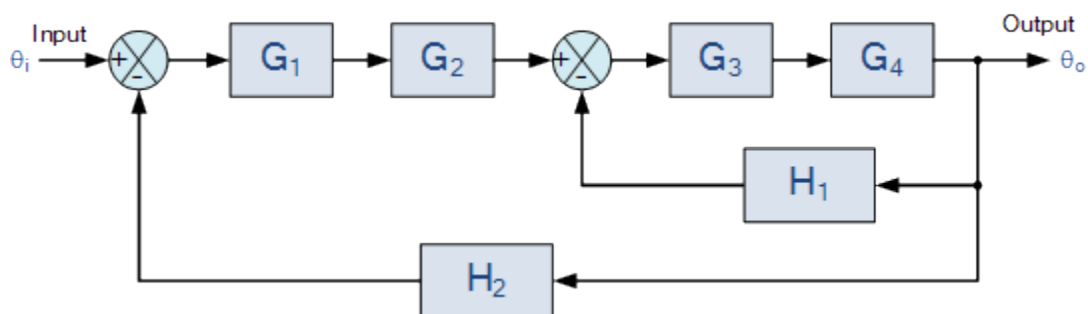 Input
θi
+
-
G1
G2
+
-
G3
G4
Output
θo
H1
H2